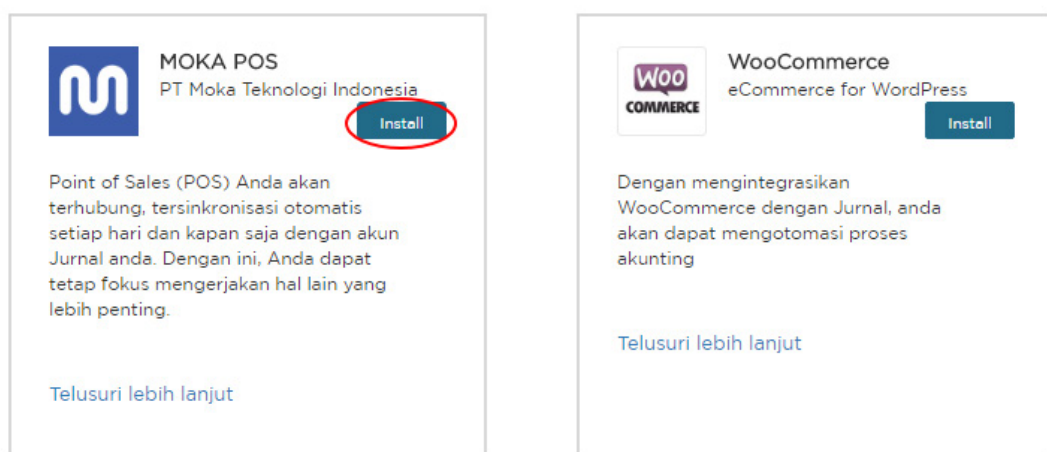 MOKA POS
PT Moka Teknologi Indonesia
Install
Point of Sales (POS) Anda akan
terhubung, tersinkronisasi otomatis
setiap hari dan kapan saja dengan akun
Jurnal anda. Dengan ini, Anda dapat
tetap fokus mengerjakan hal lain yang
lebih penting.
Telusuri lebih lanjut
Woo
COMMERCE
WooCommerce
eCommerce for WordPress
Install
Dengan mengintegrasikan
WooCommerce dengan Jurnal, anda
akan dapat mengotomasi proses
akunting
Telusuri lebih lanjut